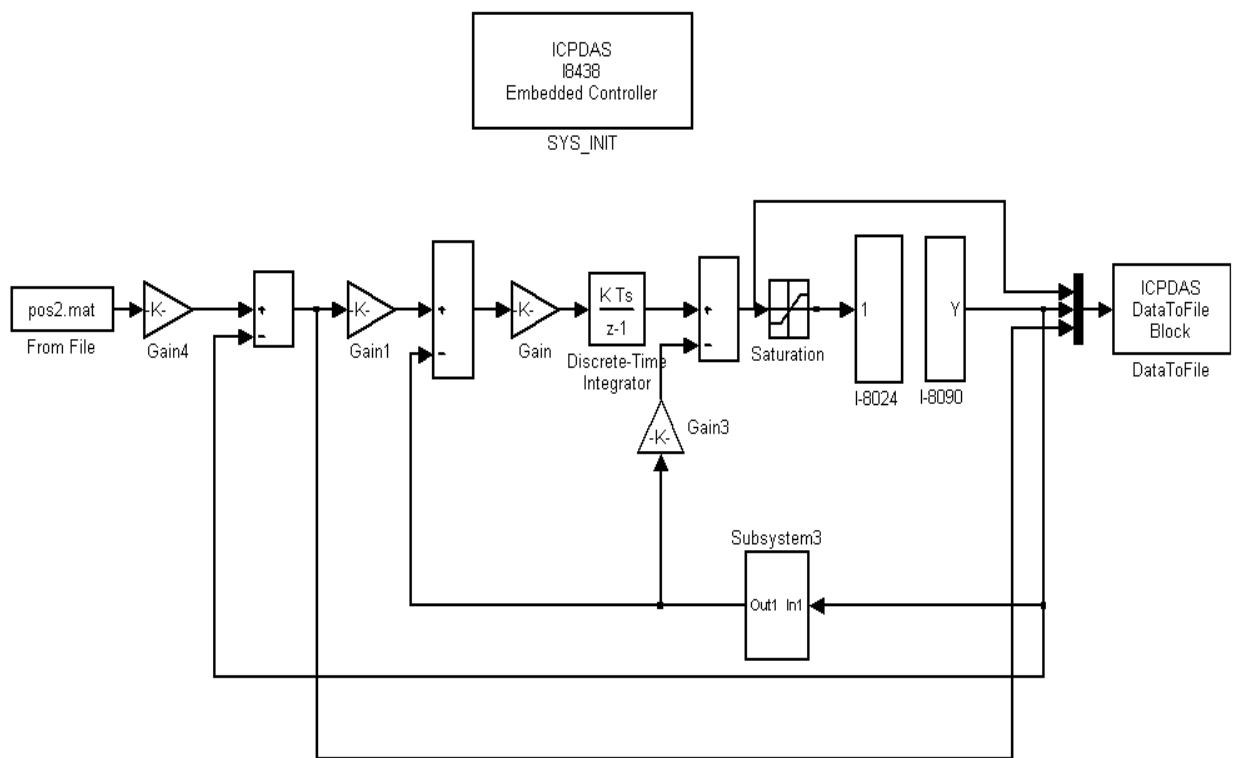 ICPDAS
I8438
Embedded Controller
SYS_INIT
pos2.mat
From File
-K-
Gain4
+
-
-K-
Gain1
+
-
-K-
Gain
K Ts
z-1
Discrete-Time
Integrator
+
-
-K-
Gain3
Saturation
1
I-8024
Y
I-8090
ICPDAS
DataToFile
Block
DataToFile
Subsystem3
Out1 In1